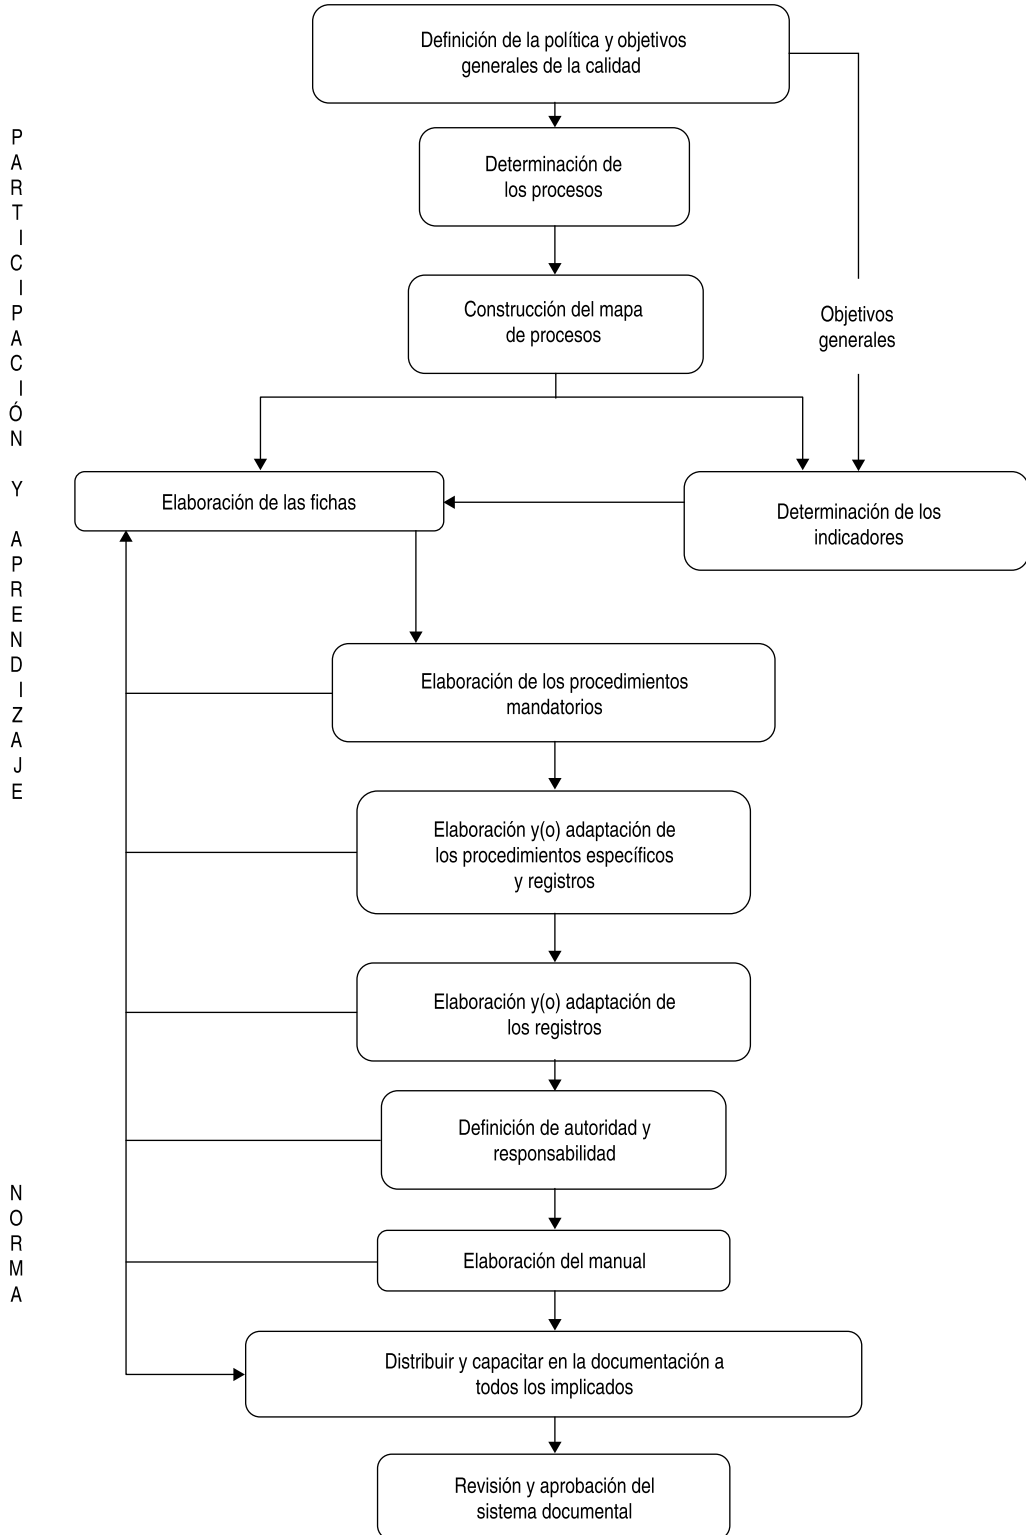 Definición de la política y objetivos
generales de la calidad
Determinación de
los procesos
Construcción del mapa
de procesos
Objetivos
generales
Elaboración de las fichas
Determinación de los
indicadores
Elaboración de los procedimientos
mandatorios
Elaboración y(o) adaptación de
los procedimientos específicos
y registros
Elaboración y(o) adaptación de
los registros
Definición de autoridad y
responsabilidad
Elaboración del manual
Distribuir y capacitar en la documentación a
todos los implicados
Revisión y aprobación del
sistema documental
PARTICIPACIÓN Y APRENDIZAJE
NORMA